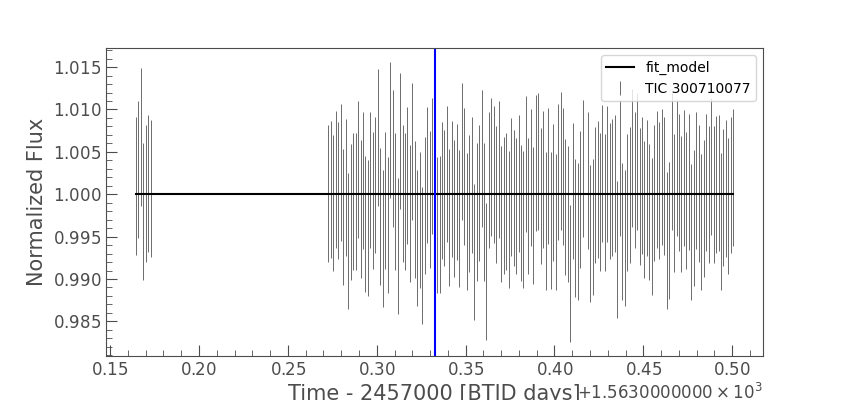 fit_model
TIC 300710077
1.015
1.010
1.005
1.000
0.995
0.990
0.985
Normalized Flux
0.15 0.20 0.25 0.30 0.35 0.40 0.45 0.50
Time - 2457000 [BTJD days]
+1.5630000000 × 10³